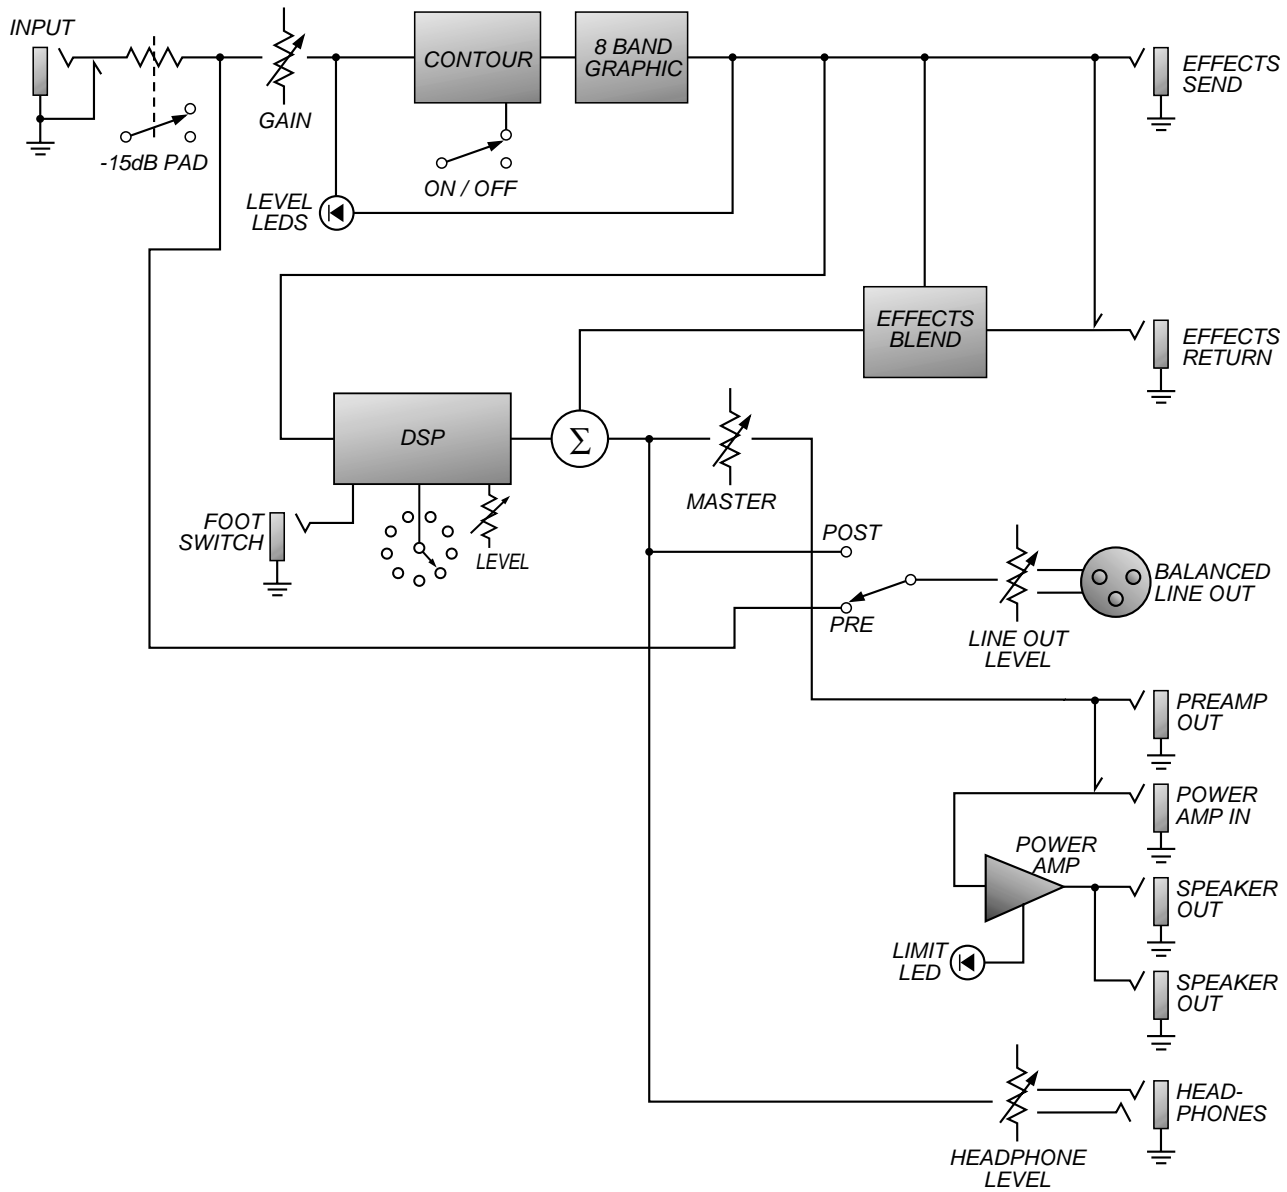 INPUT
-15dB PAD
GAIN
CONTOUR
ON / OFF
8 BAND
GRAPHIC
EFFECTS
SEND
LEVEL
LEDS
EFFECTS
BLEND
EFFECTS
RETURN
DSP
Σ
MASTER
FOOT
SWITCH
LEVEL
POST
PRE
LINE OUT
LEVEL
BALANCED
LINE OUT
PREAMP
OUT
POWER
AMP IN
POWER
AMP
SPEAKER
OUT
LIMIT
LED
SPEAKER
OUT
HEADPHONE
LEVEL
HEAD-
PHONES